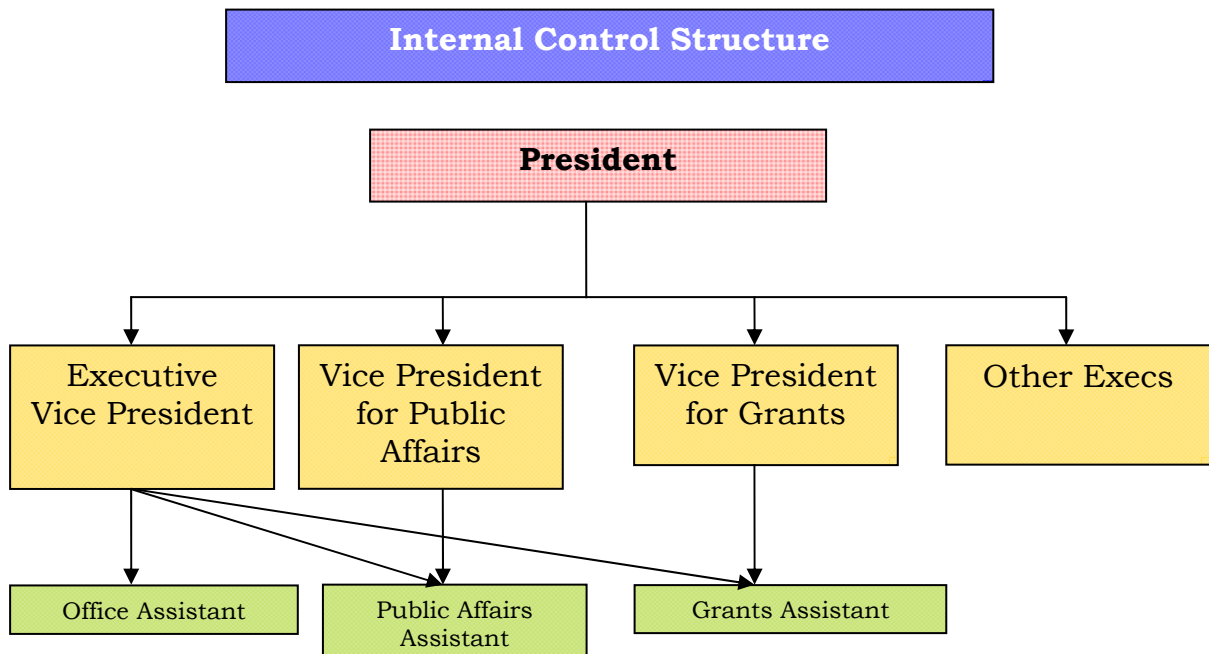 Internal Control Structure
President
Executive
Vice President
Vice President
for Public
Affairs
Vice President
for Grants
Other Execs
Office Assistant
Public Affairs
Assistant
Grants Assistant